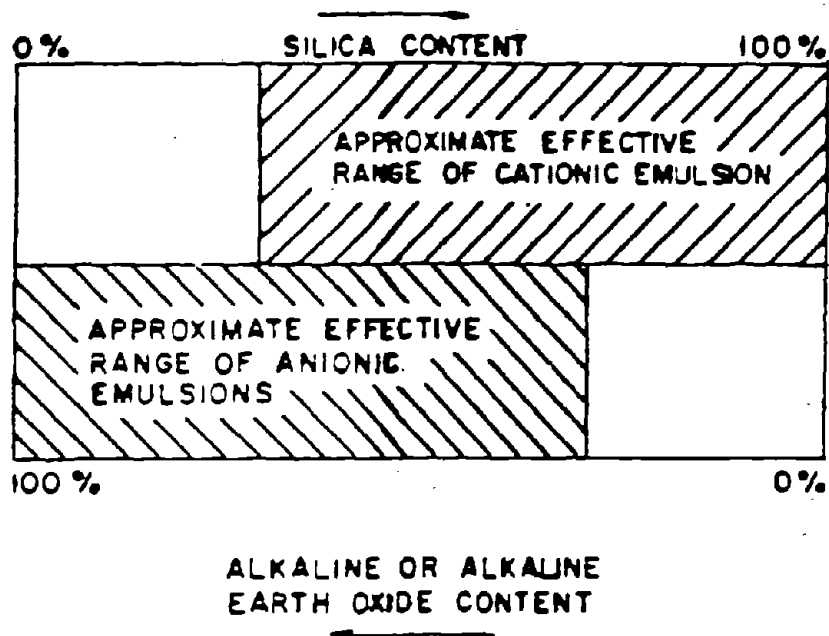 0% SILICA CONTENT 100%
APPROXIMATE EFFECTIVE
RANGE OF CATIONIC EMULSION
APPROXIMATE EFFECTIVE
RANGE OF ANIONIC
EMULSIONS
100% 0%
ALKALINE OR ALKALINE
EARTH OXIDE CONTENT